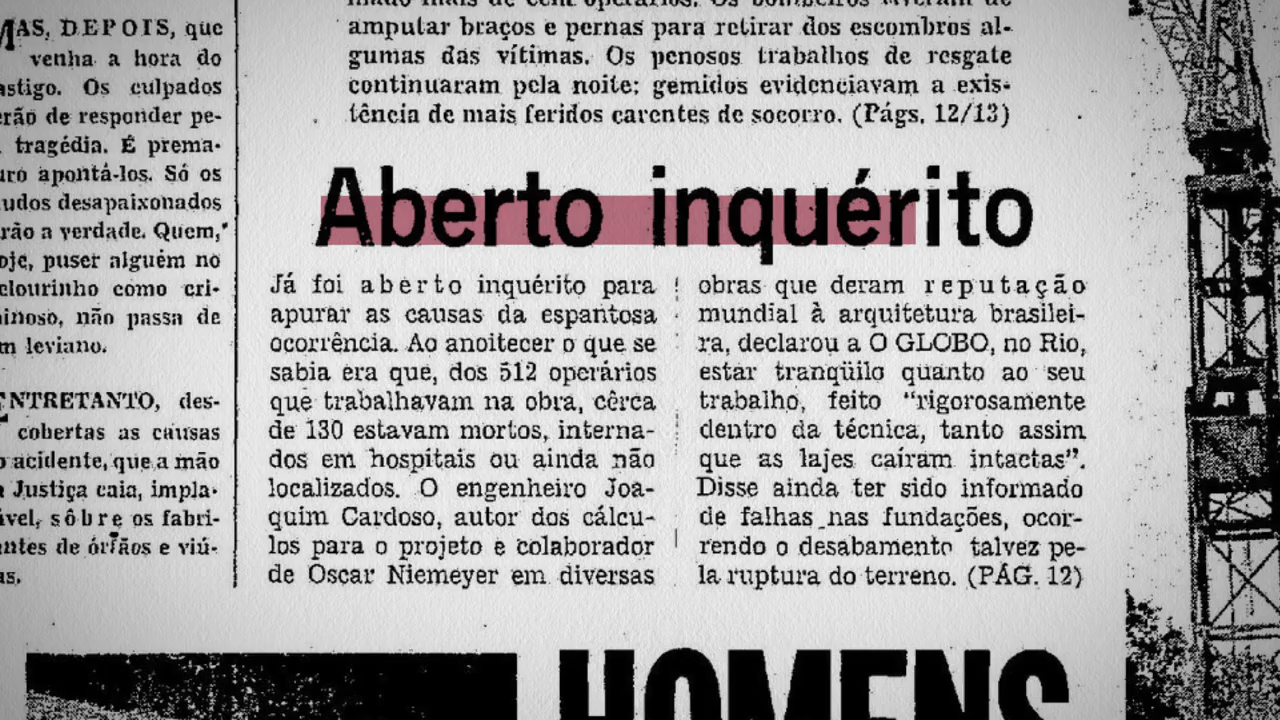 MAS, DEPOIS, que
venha a hora do
astigo. Os culpados
erão de responder pe-
tragédia. É prema-
uro apontá-los. Só os
udos desapaixonados
rão a verdade. Quem,
oje, puser alguém no
elourinho como cri-
inoso, não passa de
m leviano.
ENTRETANTO, des-
cobertas as causas
o acidente, que a mão
a Justiça caia, impla-
ável, sôbre os fabri-
antes de órfãos e viú-
as.
amputar braços e pernas para retirar dos escombros al-
gumas das vítimas. Os penosos trabalhos de resgate
continuaram pela noite: gemidos evidenciavam a exis-
tência de mais feridos carentes de socorro. (Págs. 12/13)
Aberto inquérito
Já foi aberto inquérito para
apurar as causas da espantosa
ocorrência. Ao anoitecer o que se
sabia era que, dos 512 operários
que trabalhavam na obra, cêrca
de 130 estavam mortos, interna-
dos em hospitais ou ainda não
localizados. O engenheiro Joa-
quim Cardoso, autor dos cálcu-
los para o projeto e colaborador
de Oscar Niemeyer em diversas
obras que deram reputação
mundial à arquitetura brasilei-
ra, declarou a O GLOBO, no Rio,
estar tranqüilo quanto ao seu
trabalho, feito “rigorosamente
dentro da técnica, tanto assim
que as lajes caíram intactas”.
Disse ainda ter sido informado
de falhas nas fundações, ocor-
rendo o desabamento talvez pe-
la ruptura do terreno. (PÁG. 12)
HOMENS